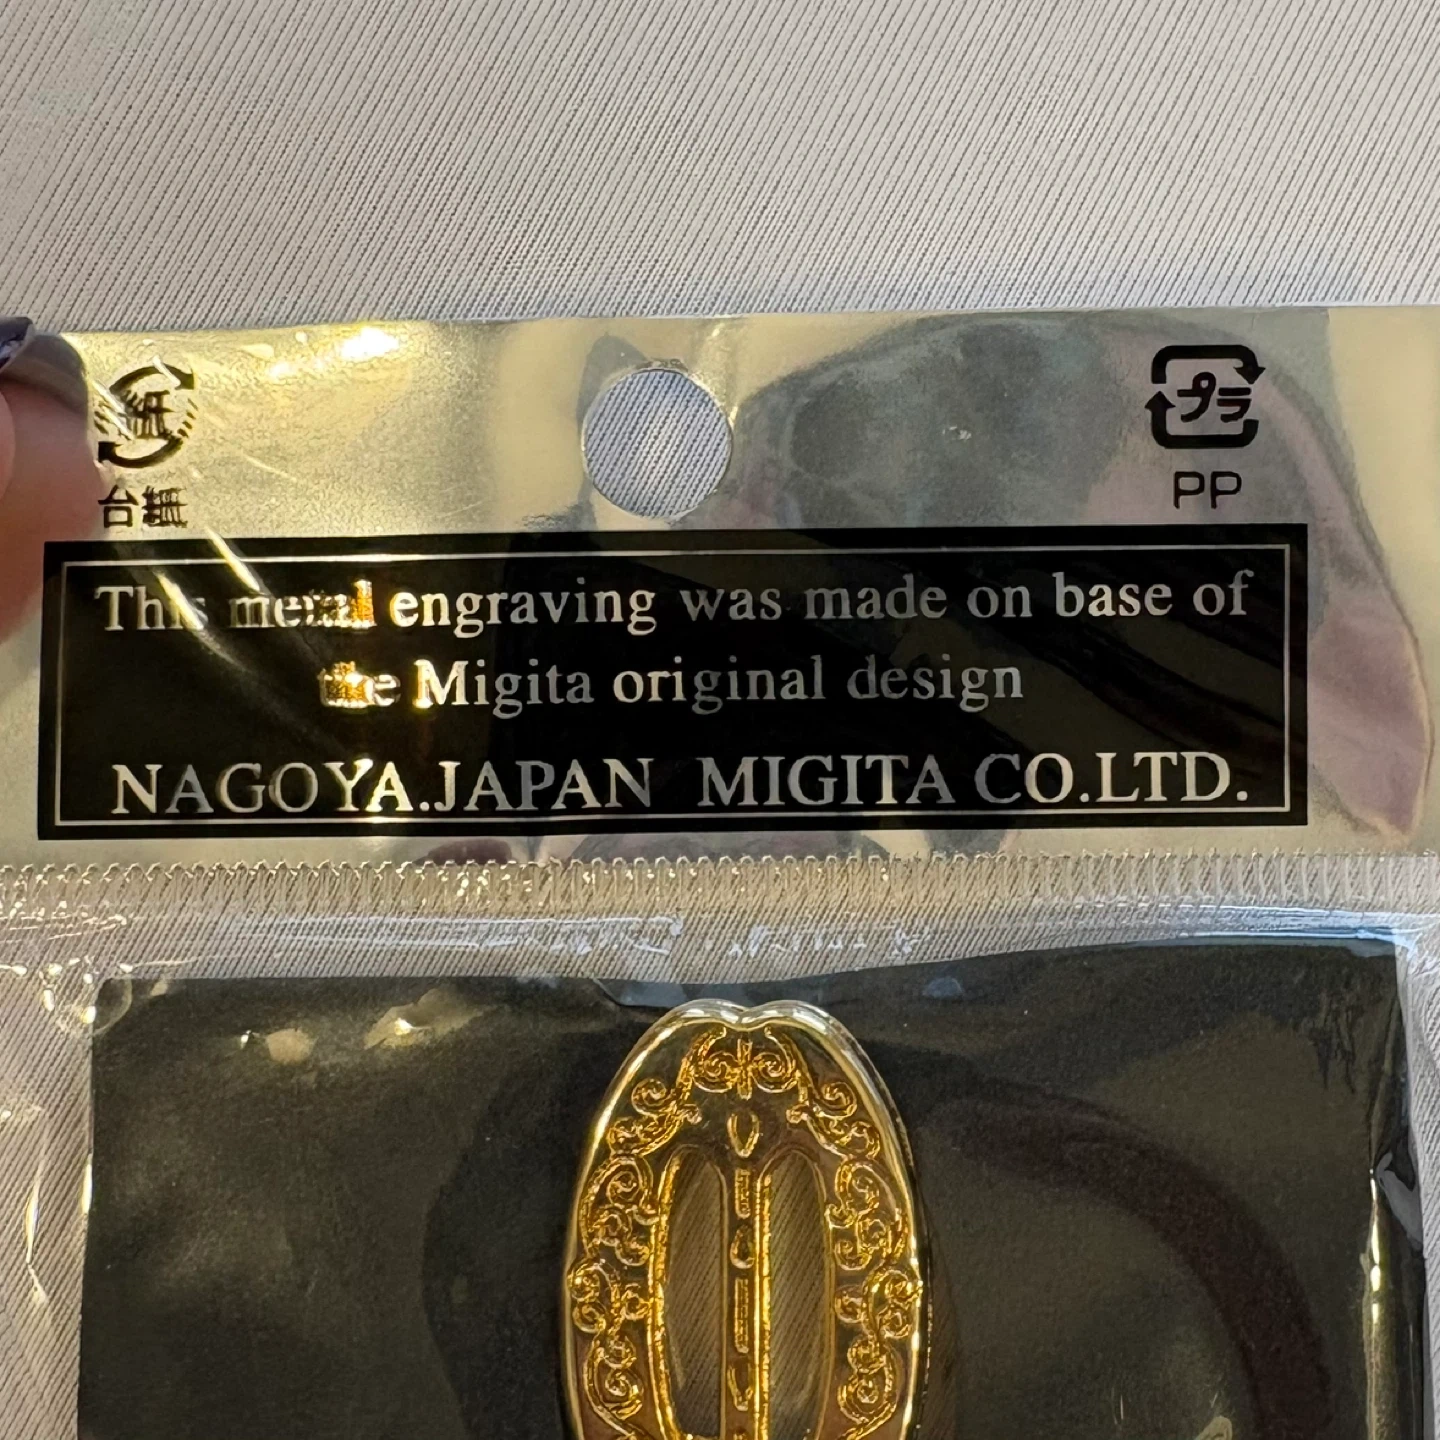 紙
プラ
台紙
PP
This metal engraving was made on base of
the Migita original design
NAGOYA.JAPAN MIGITA CO.LTD.